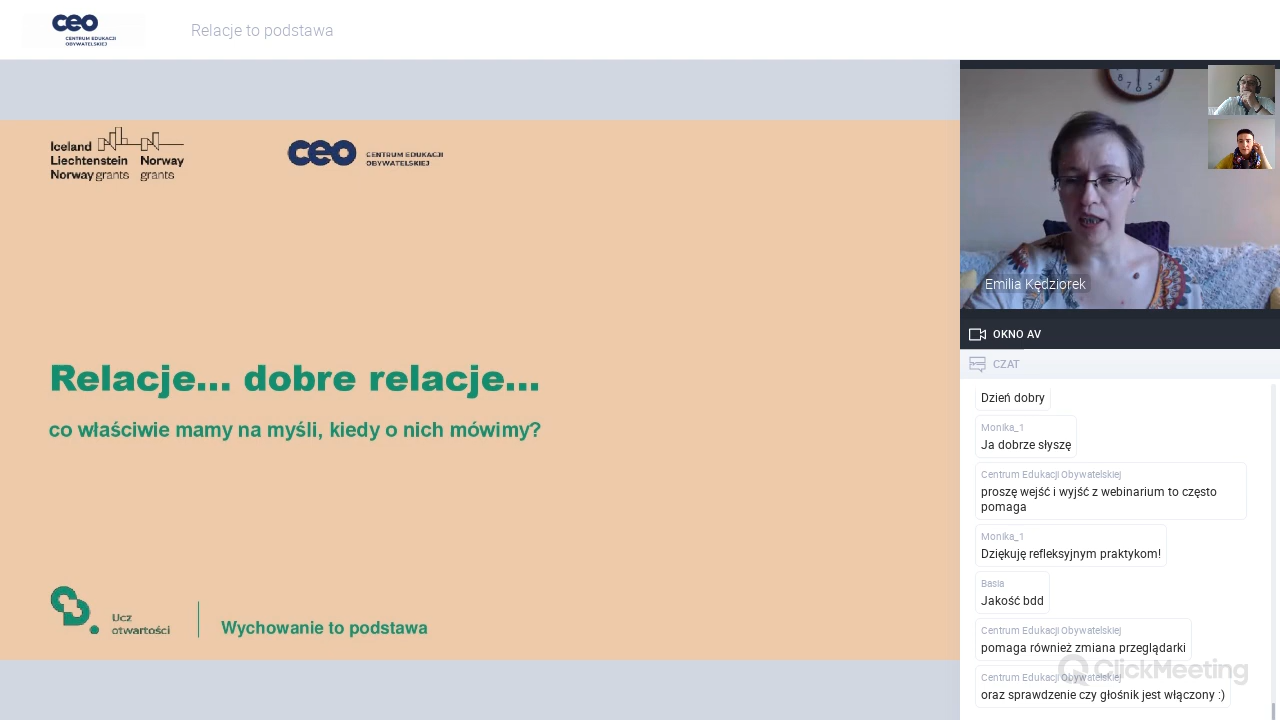 ceo
CENTRUM EDUKACJI
OBYWATELSKIEJ
Relacje to podstawa
Iceland
Liechtenstein
Norway grants
Norway
grants
ceo
CENTRUM EDUKACJI
OBYWATELSKIEJ
Relacje... dobre relacje...
co właściwie mamy na myśli, kiedy o nich mówimy?
Ucz
otwartości
Wychowanie to podstawa
Emilia Kędziorek
OKNO AV
CZAT
Dzień dobry
Monika_1
Ja dobrze słyszę
Centrum Edukacji Obywatelskiej
proszę wejść i wyjść z webinarium to często
pomaga
Monika_1
Dziękuję refleksyjnym praktykom!
Basia
Jakość bdd
Centrum Edukacji Obywatelskiej
pomaga również zmiana przeglądarki
ClickMeeting
Centrum Edukacji Obywatelskiej
oraz sprawdzenie czy głośnik jest włączony :)